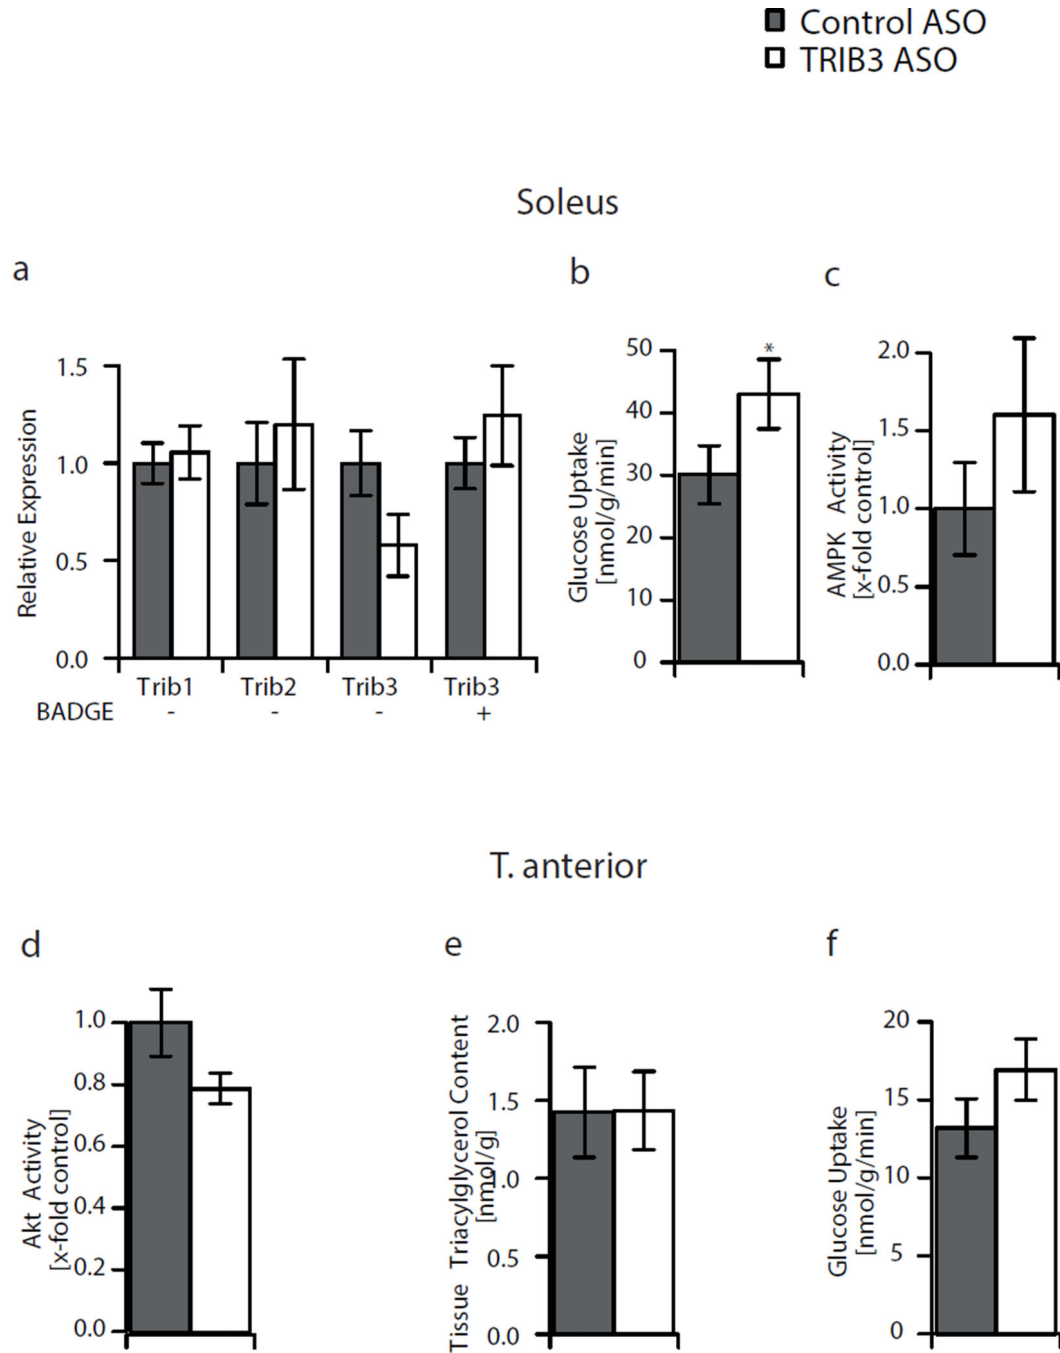 Control ASO
TRIB3 ASO
Soleus
a
b
c
1.5
1.0
0.5
0.0
Relative Expression
Trib1 Trib2 Trib3 Trib3
BADGE - - - +
50
40
30
20
10
0
Glucose Uptake
[nmol/g/min]
*
2.0
1.5
1.0
0.5
0.0
AMPK Activity
[x-fold control]
T. anterior
d
e
f
1.0
0.8
0.6
0.4
0.2
0.0
Akt Activity
[x-fold control]
2.0
1.5
1.0
0.5
0.0
Tissue Triacylglycerol Content
[nmol/g]
20
15
10
5
0
Glucose Uptake
[nmol/g/min]